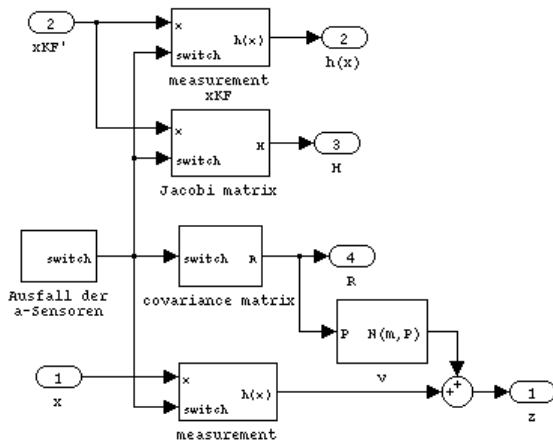 2
xKF'
x
switch
h(x)
measurement
xKF
2
h(x)
x
switch
H
Jacobi matrix
3
H
switch
Ausfall der
a-Sensoren
switch
R
covariance matrix
4
R
P
N(m,P)
v
1
x
x
switch
h(x)
measurement
+
+
1
z